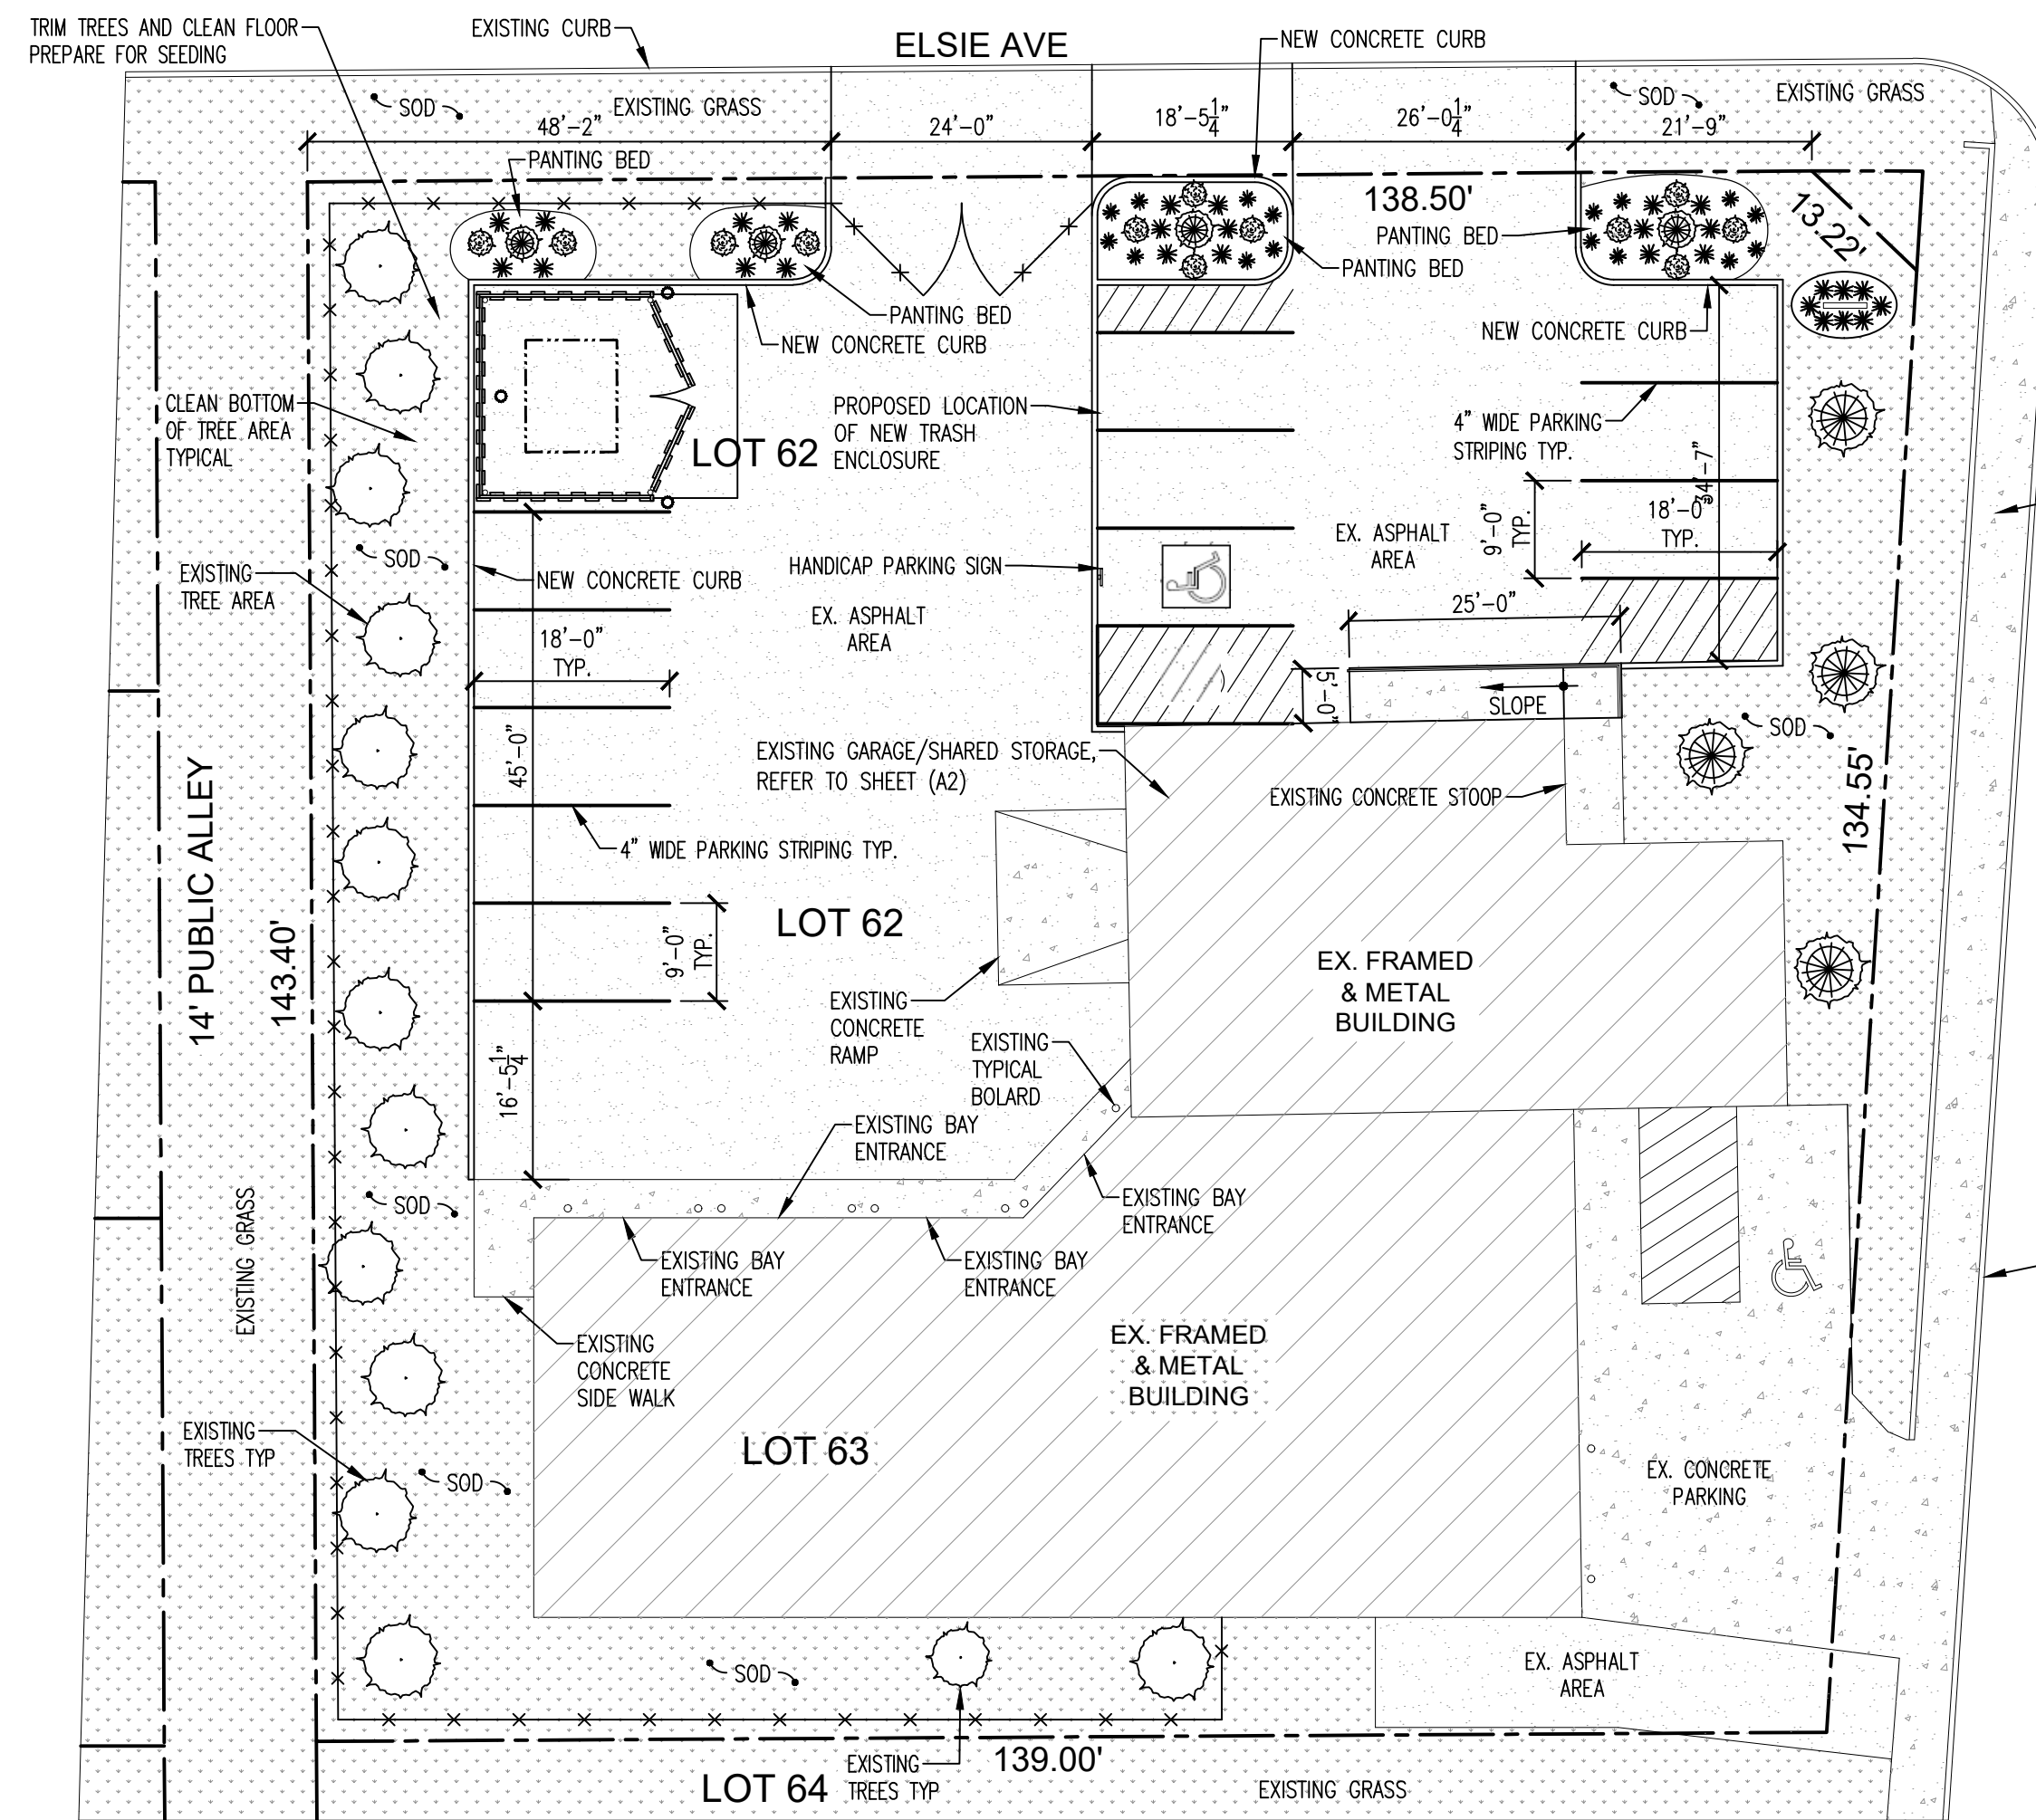 TRIM TREES AND CLEAN FLOOR
PREPARE FOR SEEDING
EXISTING CURB
ELSIE AVE
NEW CONCRETE CURB
SOD
EXISTING GRASS
SOD
EXISTING GRASS
48'-2"
24'-0"
18'-5 1/4"
26'-0 1/4"
21'-9"
PANTING BED
138.50'
13.22'
PANTING BED
PANTING BED
PANTING BED
NEW CONCRETE CURB
NEW CONCRETE CURB
CLEAN BOTTOM
OF TREE AREA
TYPICAL
LOT 62
PROPOSED LOCATION
OF NEW TRASH
ENCLOSURE
4" WIDE PARKING
STRIPING TYP.
9'-0"
TYP.
18'-0"
TYP.
EX. ASPHALT
AREA
SOD
EXISTING
TREE AREA
NEW CONCRETE CURB
HANDICAP PARKING SIGN
EX. ASPHALT
AREA
25'-0"
18'-0"
TYP.
5'-0"
SLOPE
SOD
45'-0"
EXISTING GARAGE/SHARED STORAGE,
REFER TO SHEET (A2)
EXISTING CONCRETE STOOP
134.55'
14' PUBLIC ALLEY
143.40'
4" WIDE PARKING STRIPING TYP.
LOT 62
9'-0"
TYP.
EX. FRAMED
& METAL
BUILDING
EXISTING
CONCRETE
RAMP
EXISTING
TYPICAL
BOLARD
16'-5 1/4"
EXISTING BAY
ENTRANCE
SOD
EXISTING GRASS
EXISTING BAY
ENTRANCE
EXISTING BAY
ENTRANCE
EXISTING BAY
ENTRANCE
EXISTING
CONCRETE
SIDE WALK
EX. FRAMED
& METAL
BUILDING
EXISTING
TREES TYP
LOT 63
SOD
EX. CONCRETE
PARKING
SOD
EX. ASPHALT
AREA
139.00'
LOT 64
EXISTING
TREES TYP
EXISTING GRASS